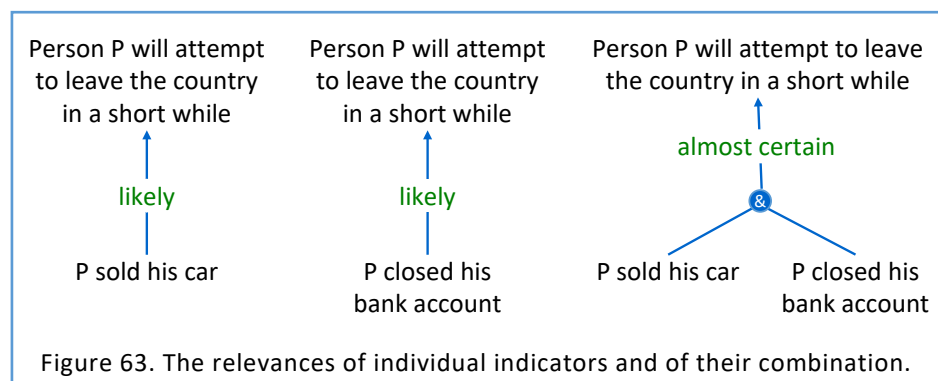 Person P will attempt
to leave the country
in a short while
likely
P sold his car
Person P will attempt
to leave the country
in a short while
likely
P closed his
bank account
Person P will attempt to leave
the country in a short while
almost certain
&
P sold his car
P closed his
bank account
Figure 63. The relevances of individual indicators and of their combination.